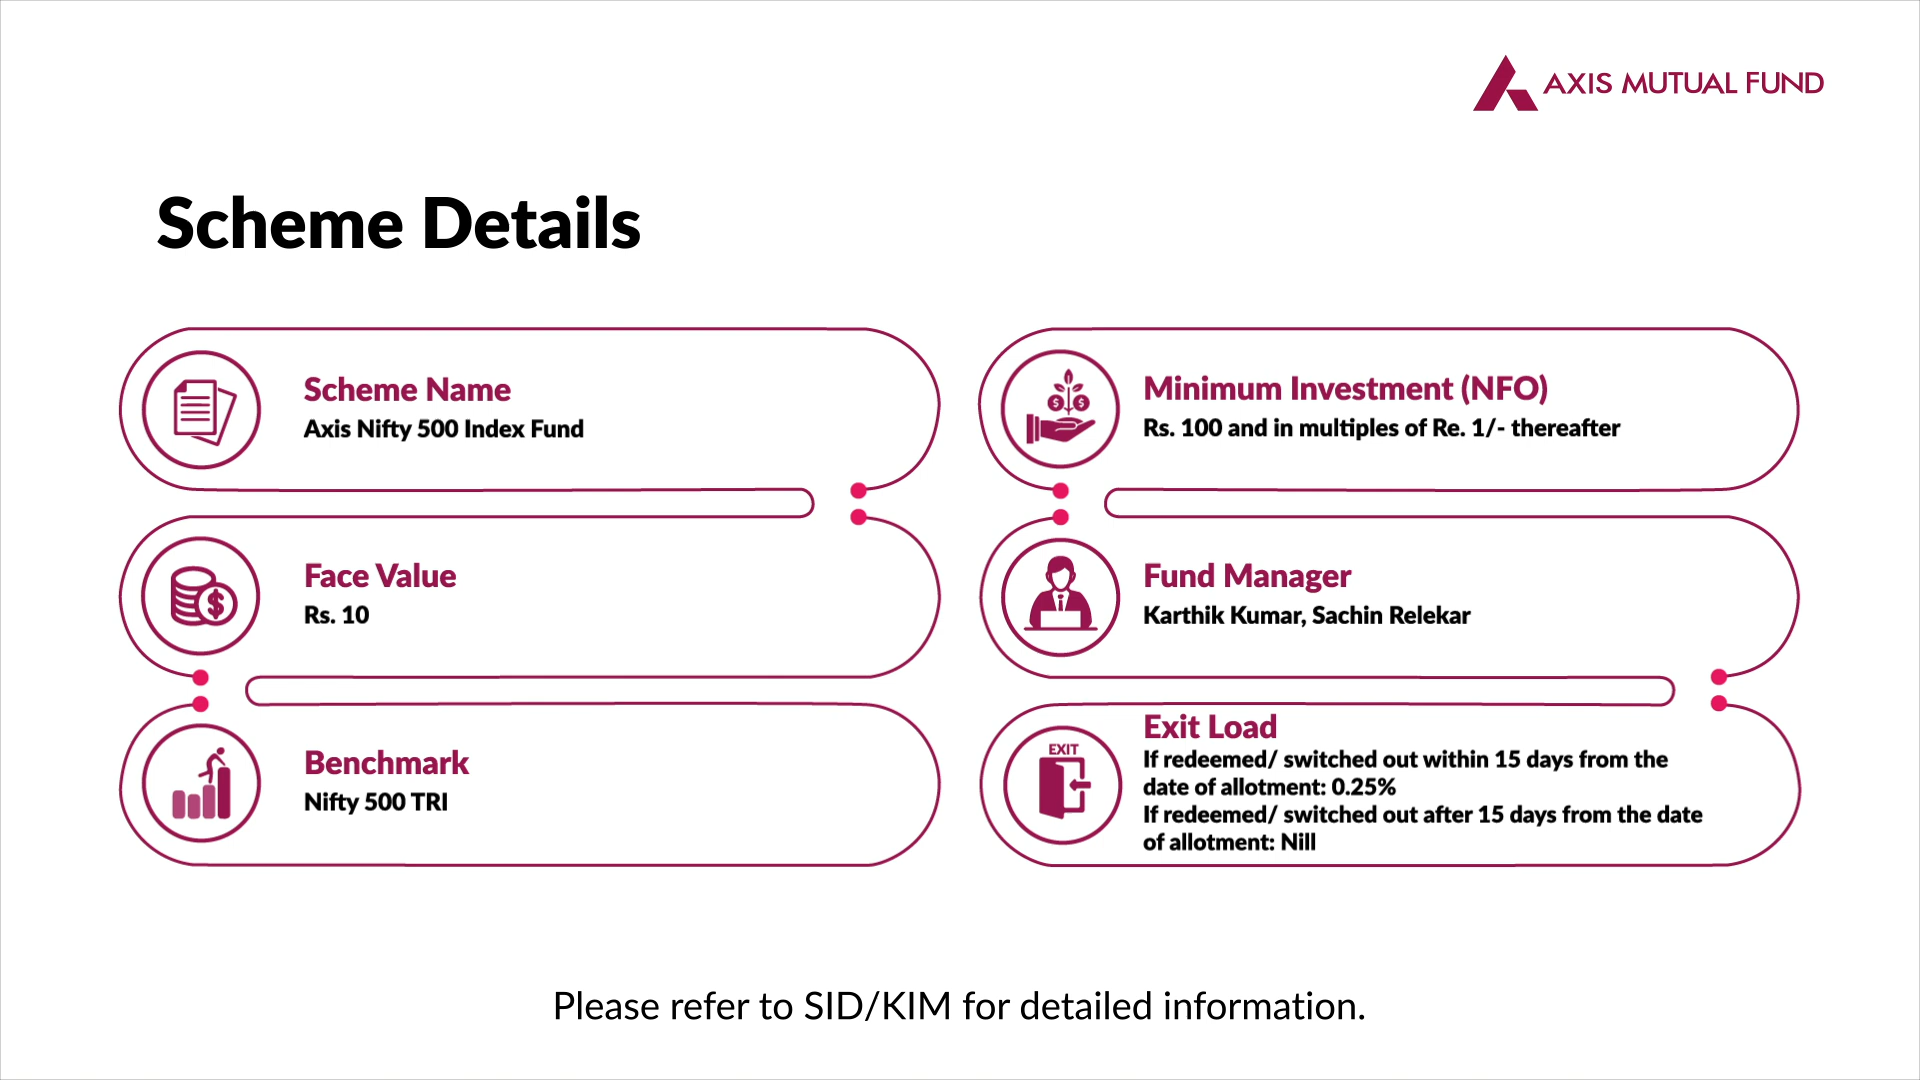 AXIS MUTUAL FUND
Scheme Details
Scheme Name
Axis Nifty 500 Index Fund
Face Value
Rs. 10
Benchmark
Nifty 500 TRI
Minimum Investment (NFO)
Rs. 100 and in multiples of Re. 1/- thereafter
Fund Manager
Karthik Kumar, Sachin Relekar
EXIT
Exit Load
If redeemed/ switched out within 15 days from the
date of allotment: 0.25%
If redeemed/ switched out after 15 days from the date
of allotment: Nill
Please refer to SID/KIM for detailed information.